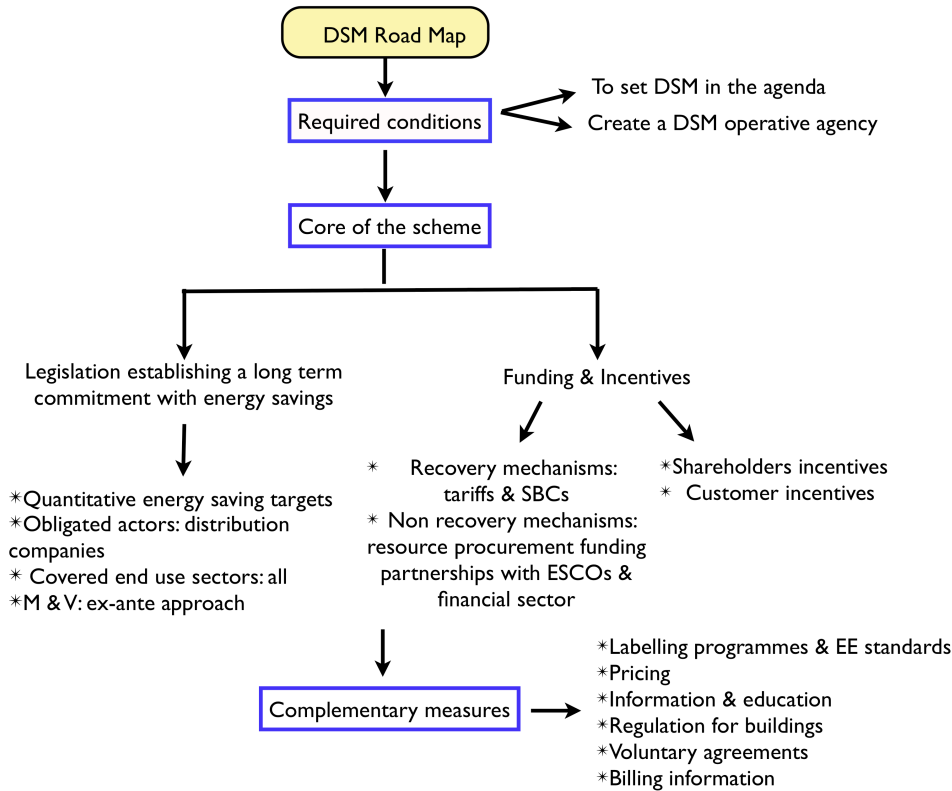 DSM Road Map
Required conditions
To set DSM in the agenda
Create a DSM operative agency
Core of the scheme
Legislation establishing a long term
commitment with energy savings
Funding & Incentives
✴Quantitative energy saving targets
✴Obligated actors: distribution
companies
✴ Covered end use sectors: all
✴M & V: ex-ante approach
✴ Recovery mechanisms:
tariffs & SBCs
✴ Non recovery mechanisms:
resource procurement funding
partnerships with ESCOs &
financial sector
✴Shareholders incentives
✴ Customer incentives
Complementary measures
✴Labelling programmes & EE standards
✴Pricing
✴Information & education
✴Regulation for buildings
✴Voluntary agreements
✴Billing information